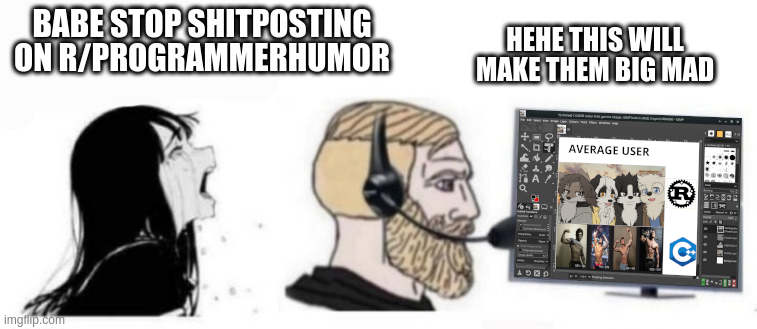 BABE STOP SHITPOSTING
ON R/PROGRAMMERHUMOR
HEHE THIS WILL
MAKE THEM BIG MAD
AVERAGE USER
R
C++
imgflip.com